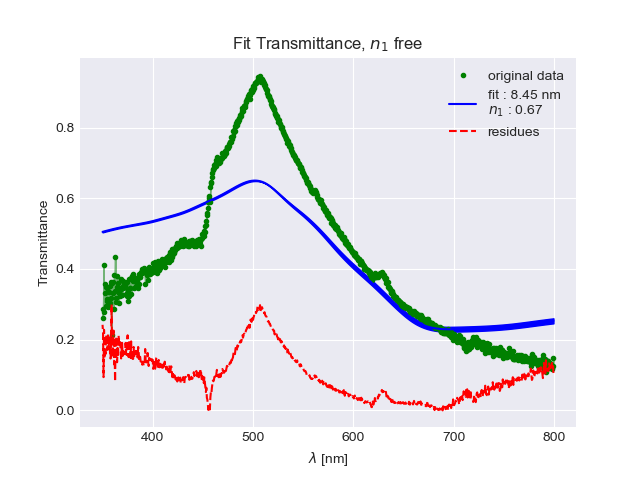 Fit Transmittance, n₁ free
original data
fit : 8.45 nm
n₁ : 0.67
residues
Transmittance
0.8
0.6
0.4
0.2
0.0
400 500 600 700 800
λ [nm]